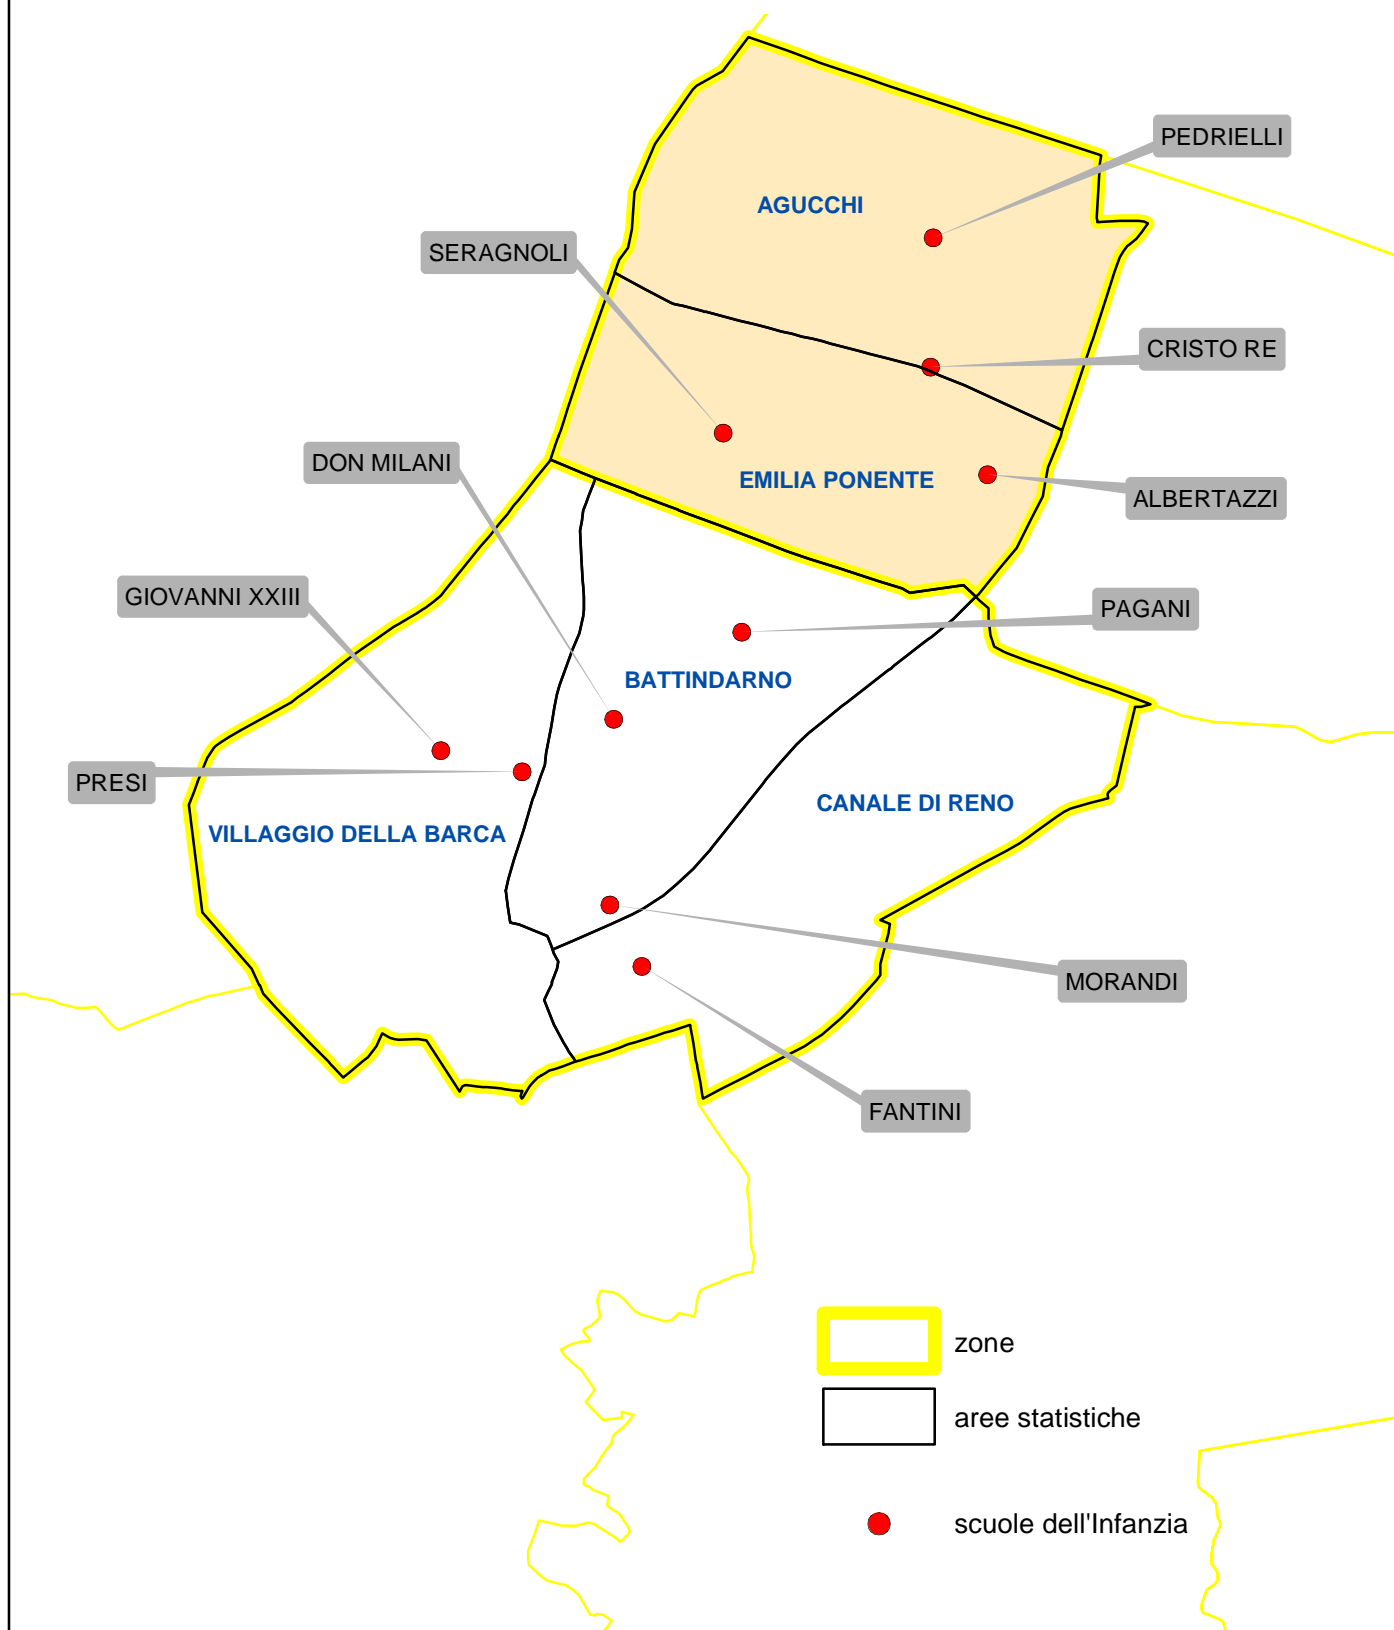 PEDRIELLI
AGUCCHI
SERAGNOLI
CRISTO RE
DON MILANI
EMILIA PONENTE
ALBERTAZZI
GIOVANNI XXIII
PAGANI
BATTINDARNO
PRESI
CANALE DI RENO
VILLAGGIO DELLA BARCA
MORANDI
FANTINI
zone
aree statistiche
scuole dell'Infanzia